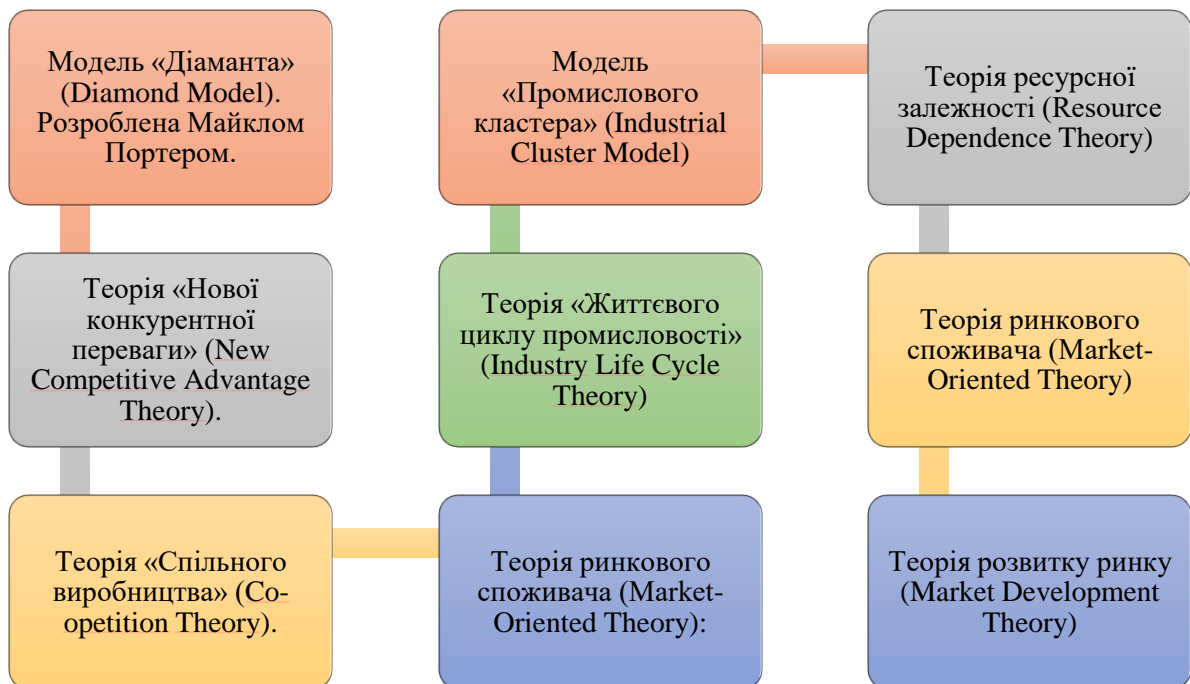 Модель «Діаманта»
(Diamond Model).
Розроблена Майклом
Портером.
Теорія «Нової
конкурентної
переваги» (New
Competitive Advantage
Theory).
Теорія «Спільного
виробництва» (Co-
opetition Theory).
Теорія ринкового
споживача (Market-
Oriented Theory):
Теорія «Життєвого
циклу промисловості»
(Industry Life Cycle
Theory)
Модель
«Промислового
кластера» (Industrial
Cluster Model)
Теорія ресурсної
залежності (Resource
Dependence Theory)
Теорія ринкового
споживача (Market-
Oriented Theory)
Теорія розвитку ринку
(Market Development
Theory)